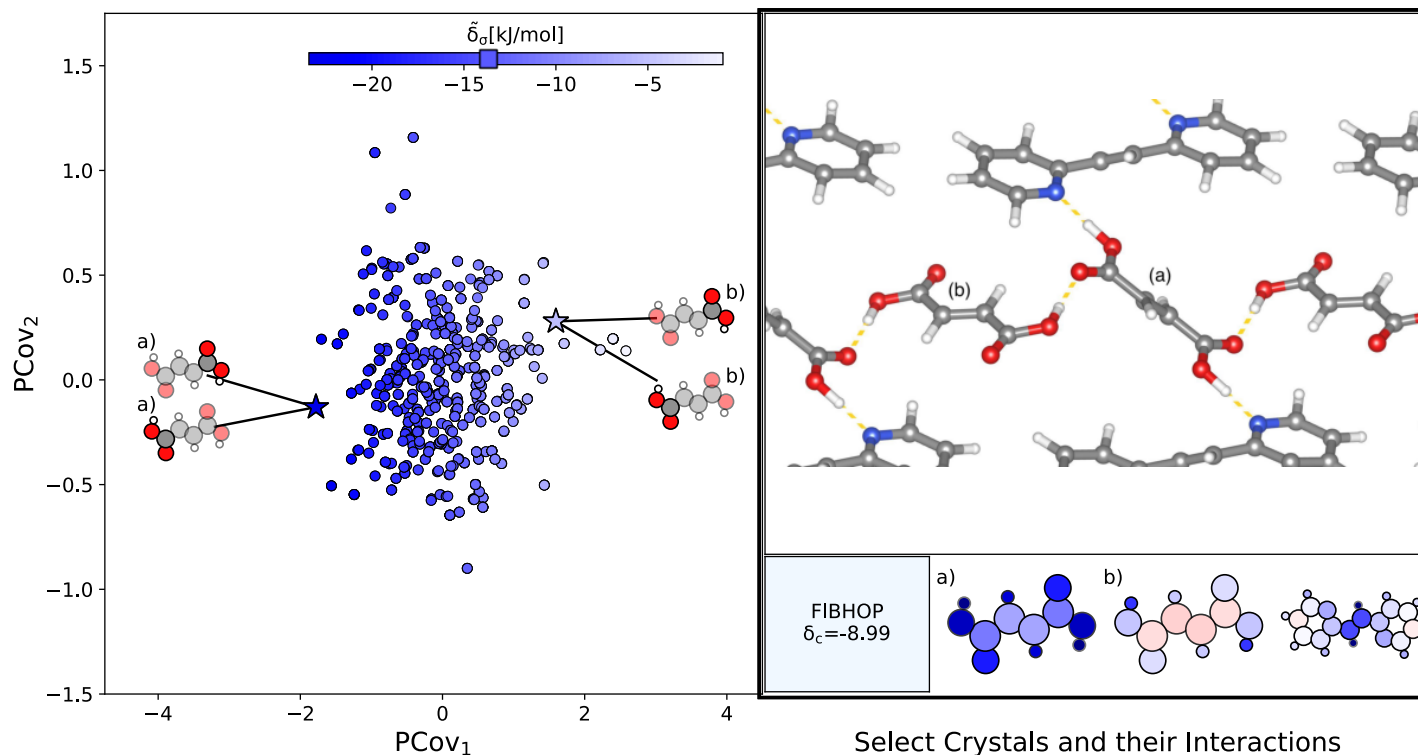 δ̃σ[kJ/mol]
−20 −15 −10 −5
1.5
1.0
0.5
0.0
−0.5
−1.0
−1.5
PCov2
a)
a)
b)
b)
−4 −2 0 2 4
PCov1
(b)
(a)
FIBHOP
δc=-8.99
a)
b)
Select Crystals and their Interactions